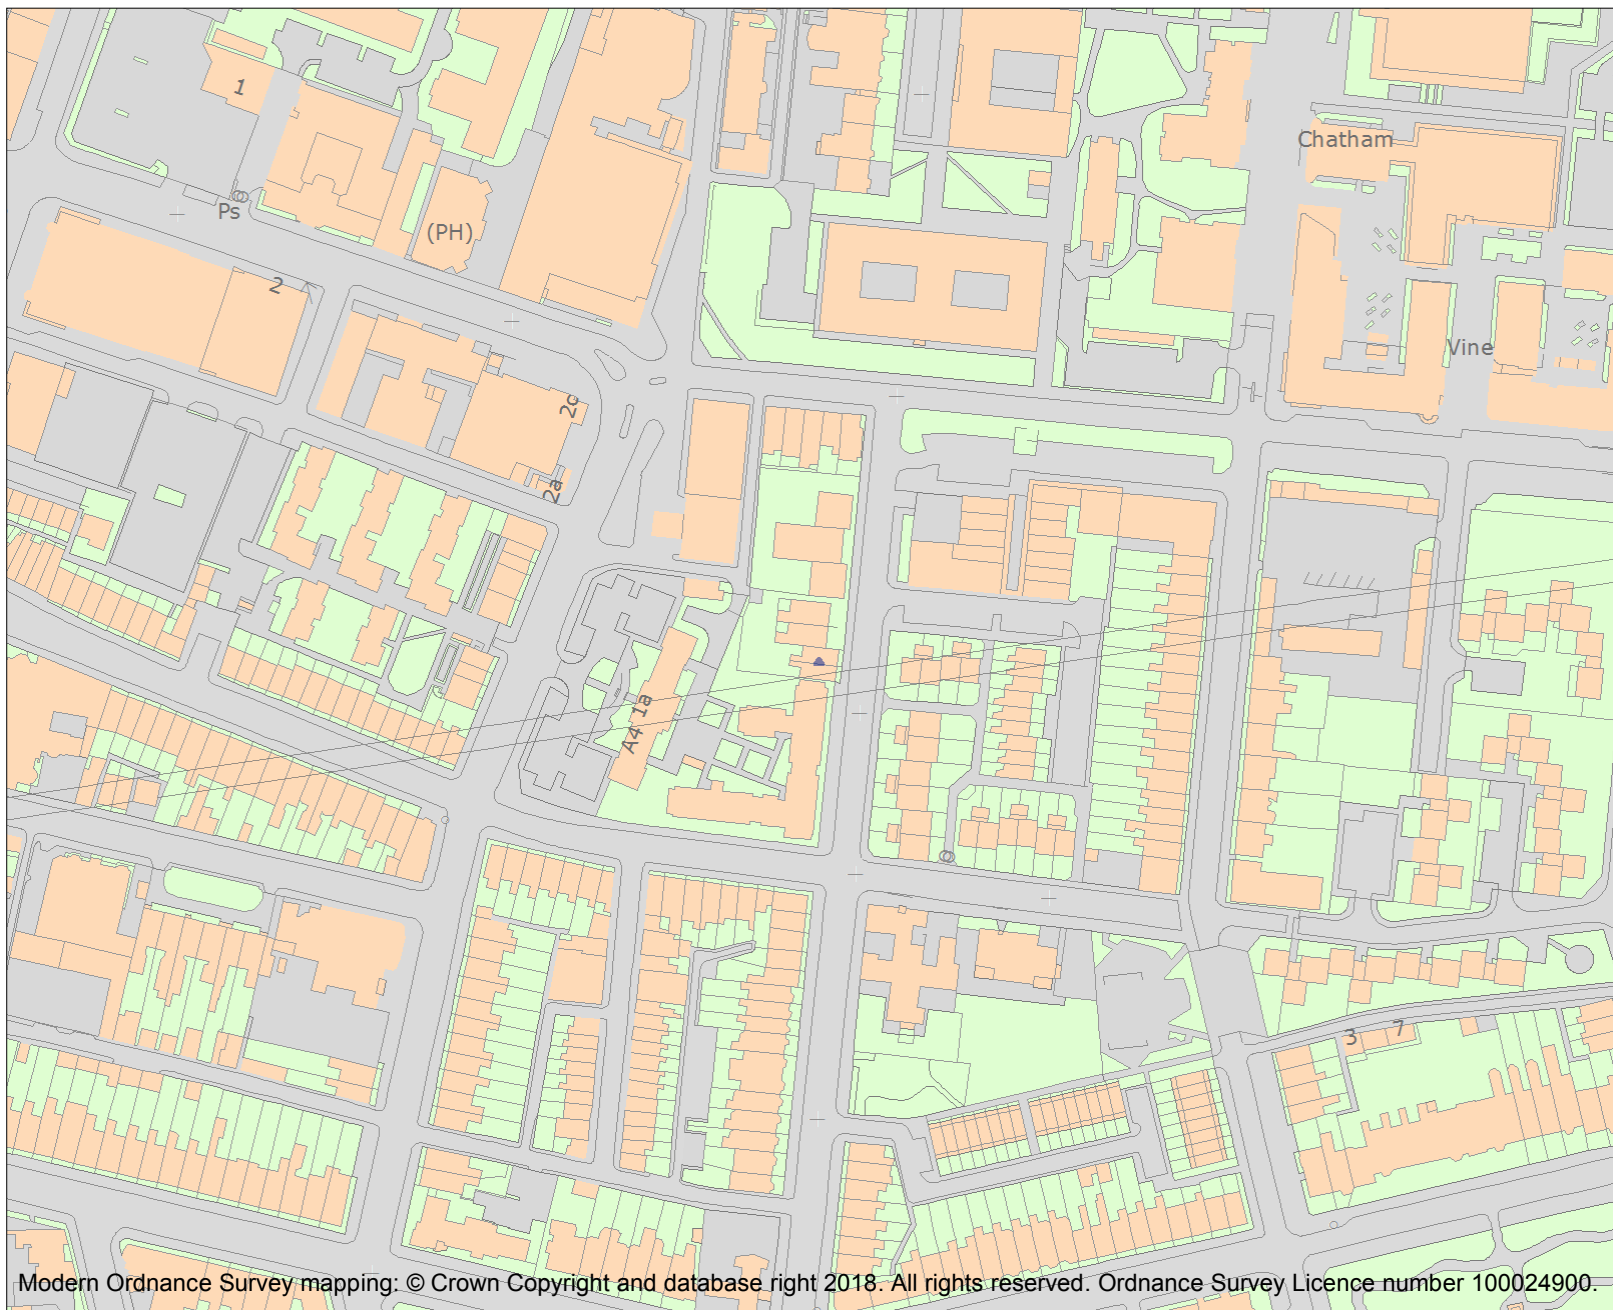 1
Chatham
Ps
(PH)
2
Vine
2c
2a
A4 1a
3 7
Modern Ordnance Survey mapping: © Crown Copyright and database right 2018. All rights reserved. Ordnance Survey Licence number 100024900.